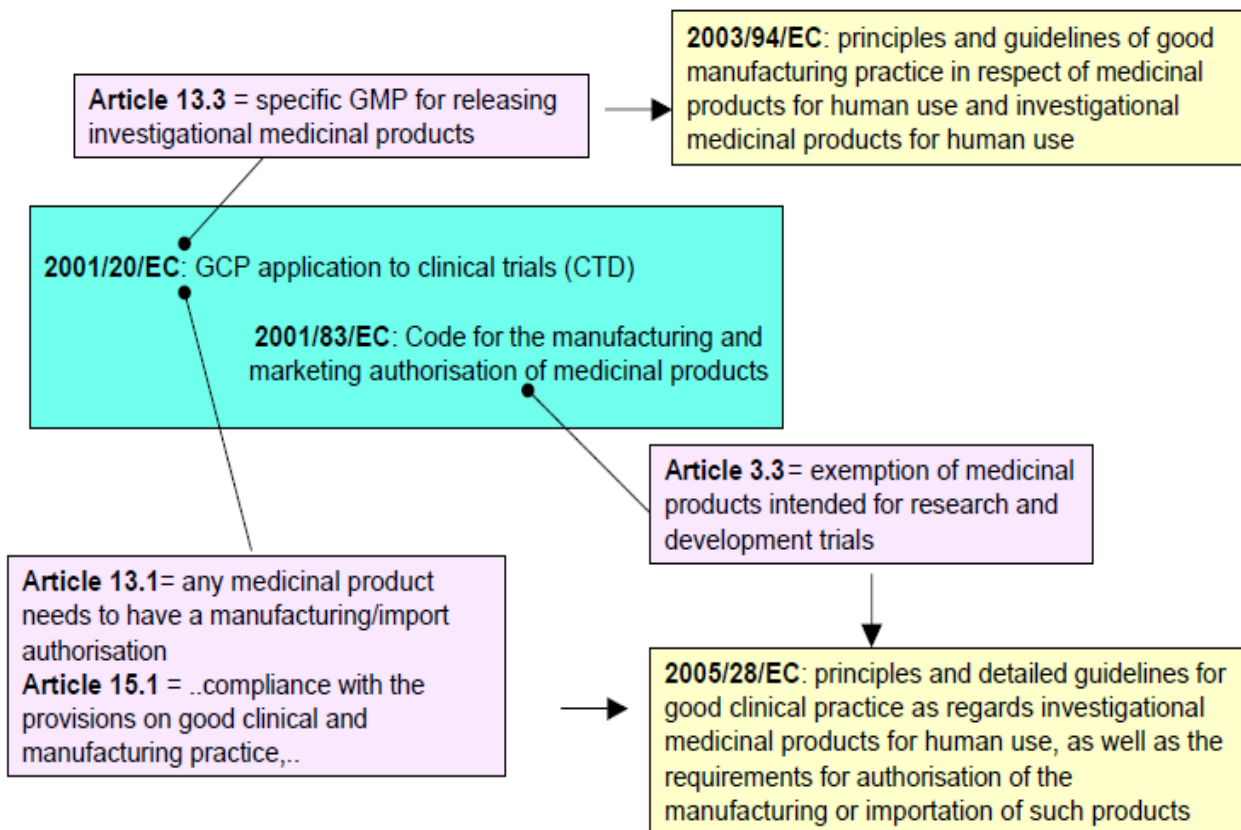 2003/94/EC: principles and guidelines of good
manufacturing practice in respect of medicinal
products for human use and investigational
medicinal products for human use
Article 13.3 = specific GMP for releasing
investigational medicinal products
2001/20/EC: GCP application to clinical trials (CTD)
2001/83/EC: Code for the manufacturing and
marketing authorisation of medicinal products
Article 3.3= exemption of medicinal
products intended for research and
development trials
Article 13.1= any medicinal product
needs to have a manufacturing/import
authorisation
Article 15.1 = ..compliance with the
provisions on good clinical and
manufacturing practice,..
2005/28/EC: principles and detailed guidelines for
good clinical practice as regards investigational
medicinal products for human use, as well as the
requirements for authorisation of the
manufacturing or importation of such products